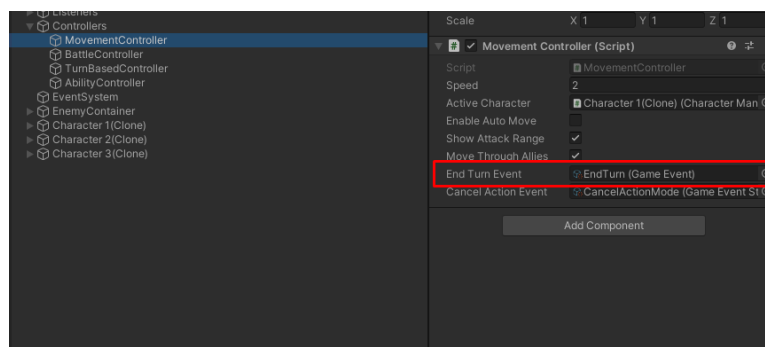 Listeners
Controllers
MovementController
BattleController
TurnBasedController
AbilityController
EventSystem
EnemyContainer
Character 1(Clone)
Character 2(Clone)
Character 3(Clone)
Scale X 1 Y 1 Z 1
# Movement Controller (Script)
Script # MovementController
Speed 2
Active Character # Character 1(Clone) (Character Man
Enable Auto Move
Show Attack Range
Move Through Allies
End Turn Event EndTurn (Game Event)
Cancel Action Event CancelActionMode (Game Event St
Add Component